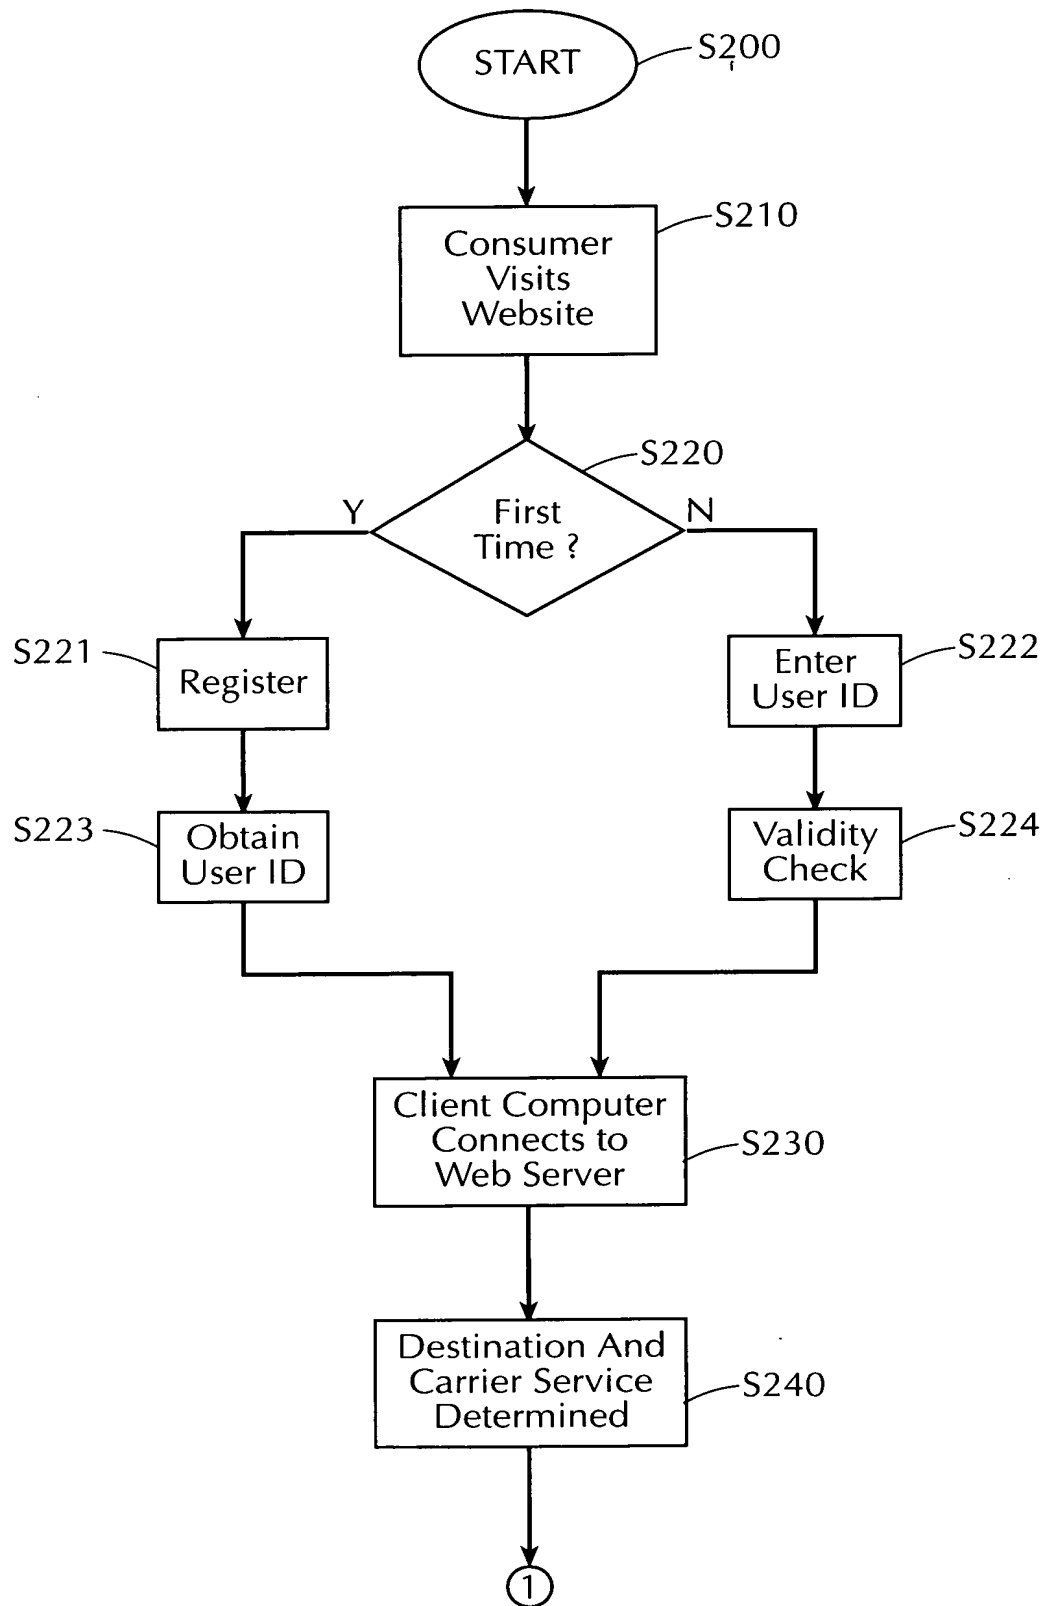 START
S200
S210
Consumer
Visits
Website
S220
Y
First
Time ?
N
S221
Register
Enter
User ID
S222
S223
Obtain
User ID
Validity
Check
S224
Client Computer
Connects to
Web Server
S230
Destination And
Carrier Service
Determined
S240
1